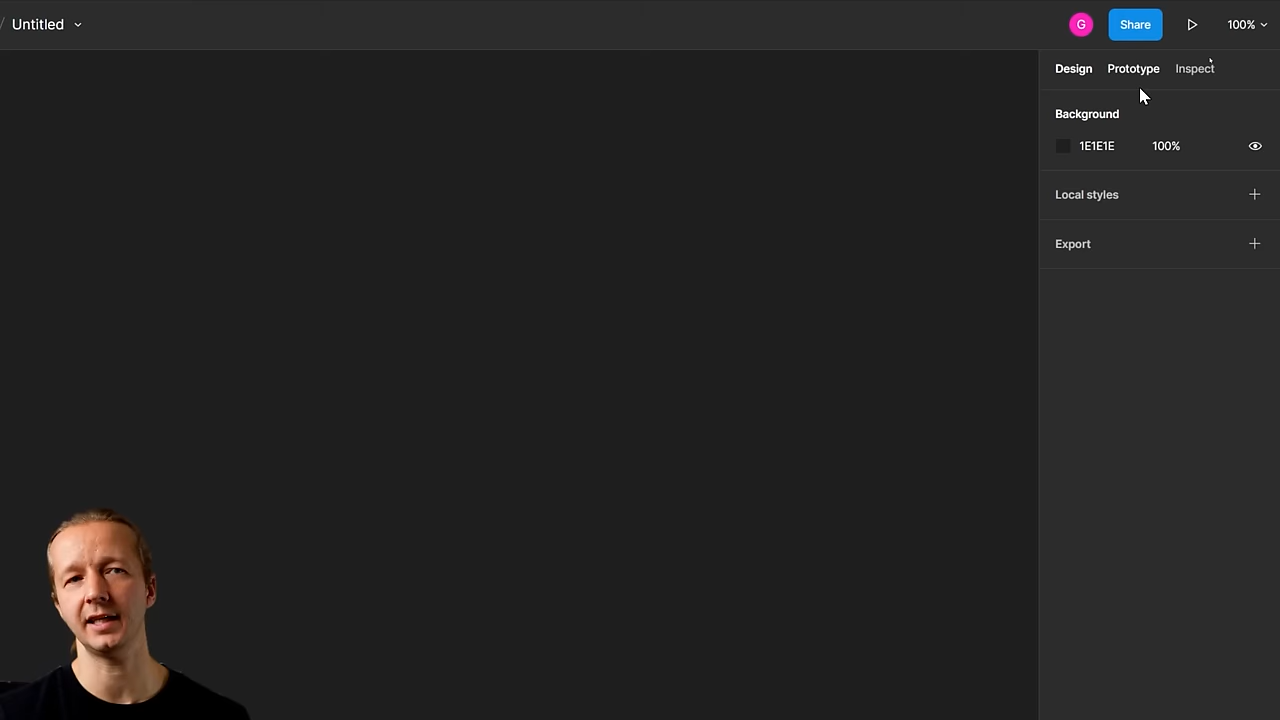 / Untitled
G
Share
100%
Design Prototype Inspect
Background
1E1E1E 100%
Local styles
Export